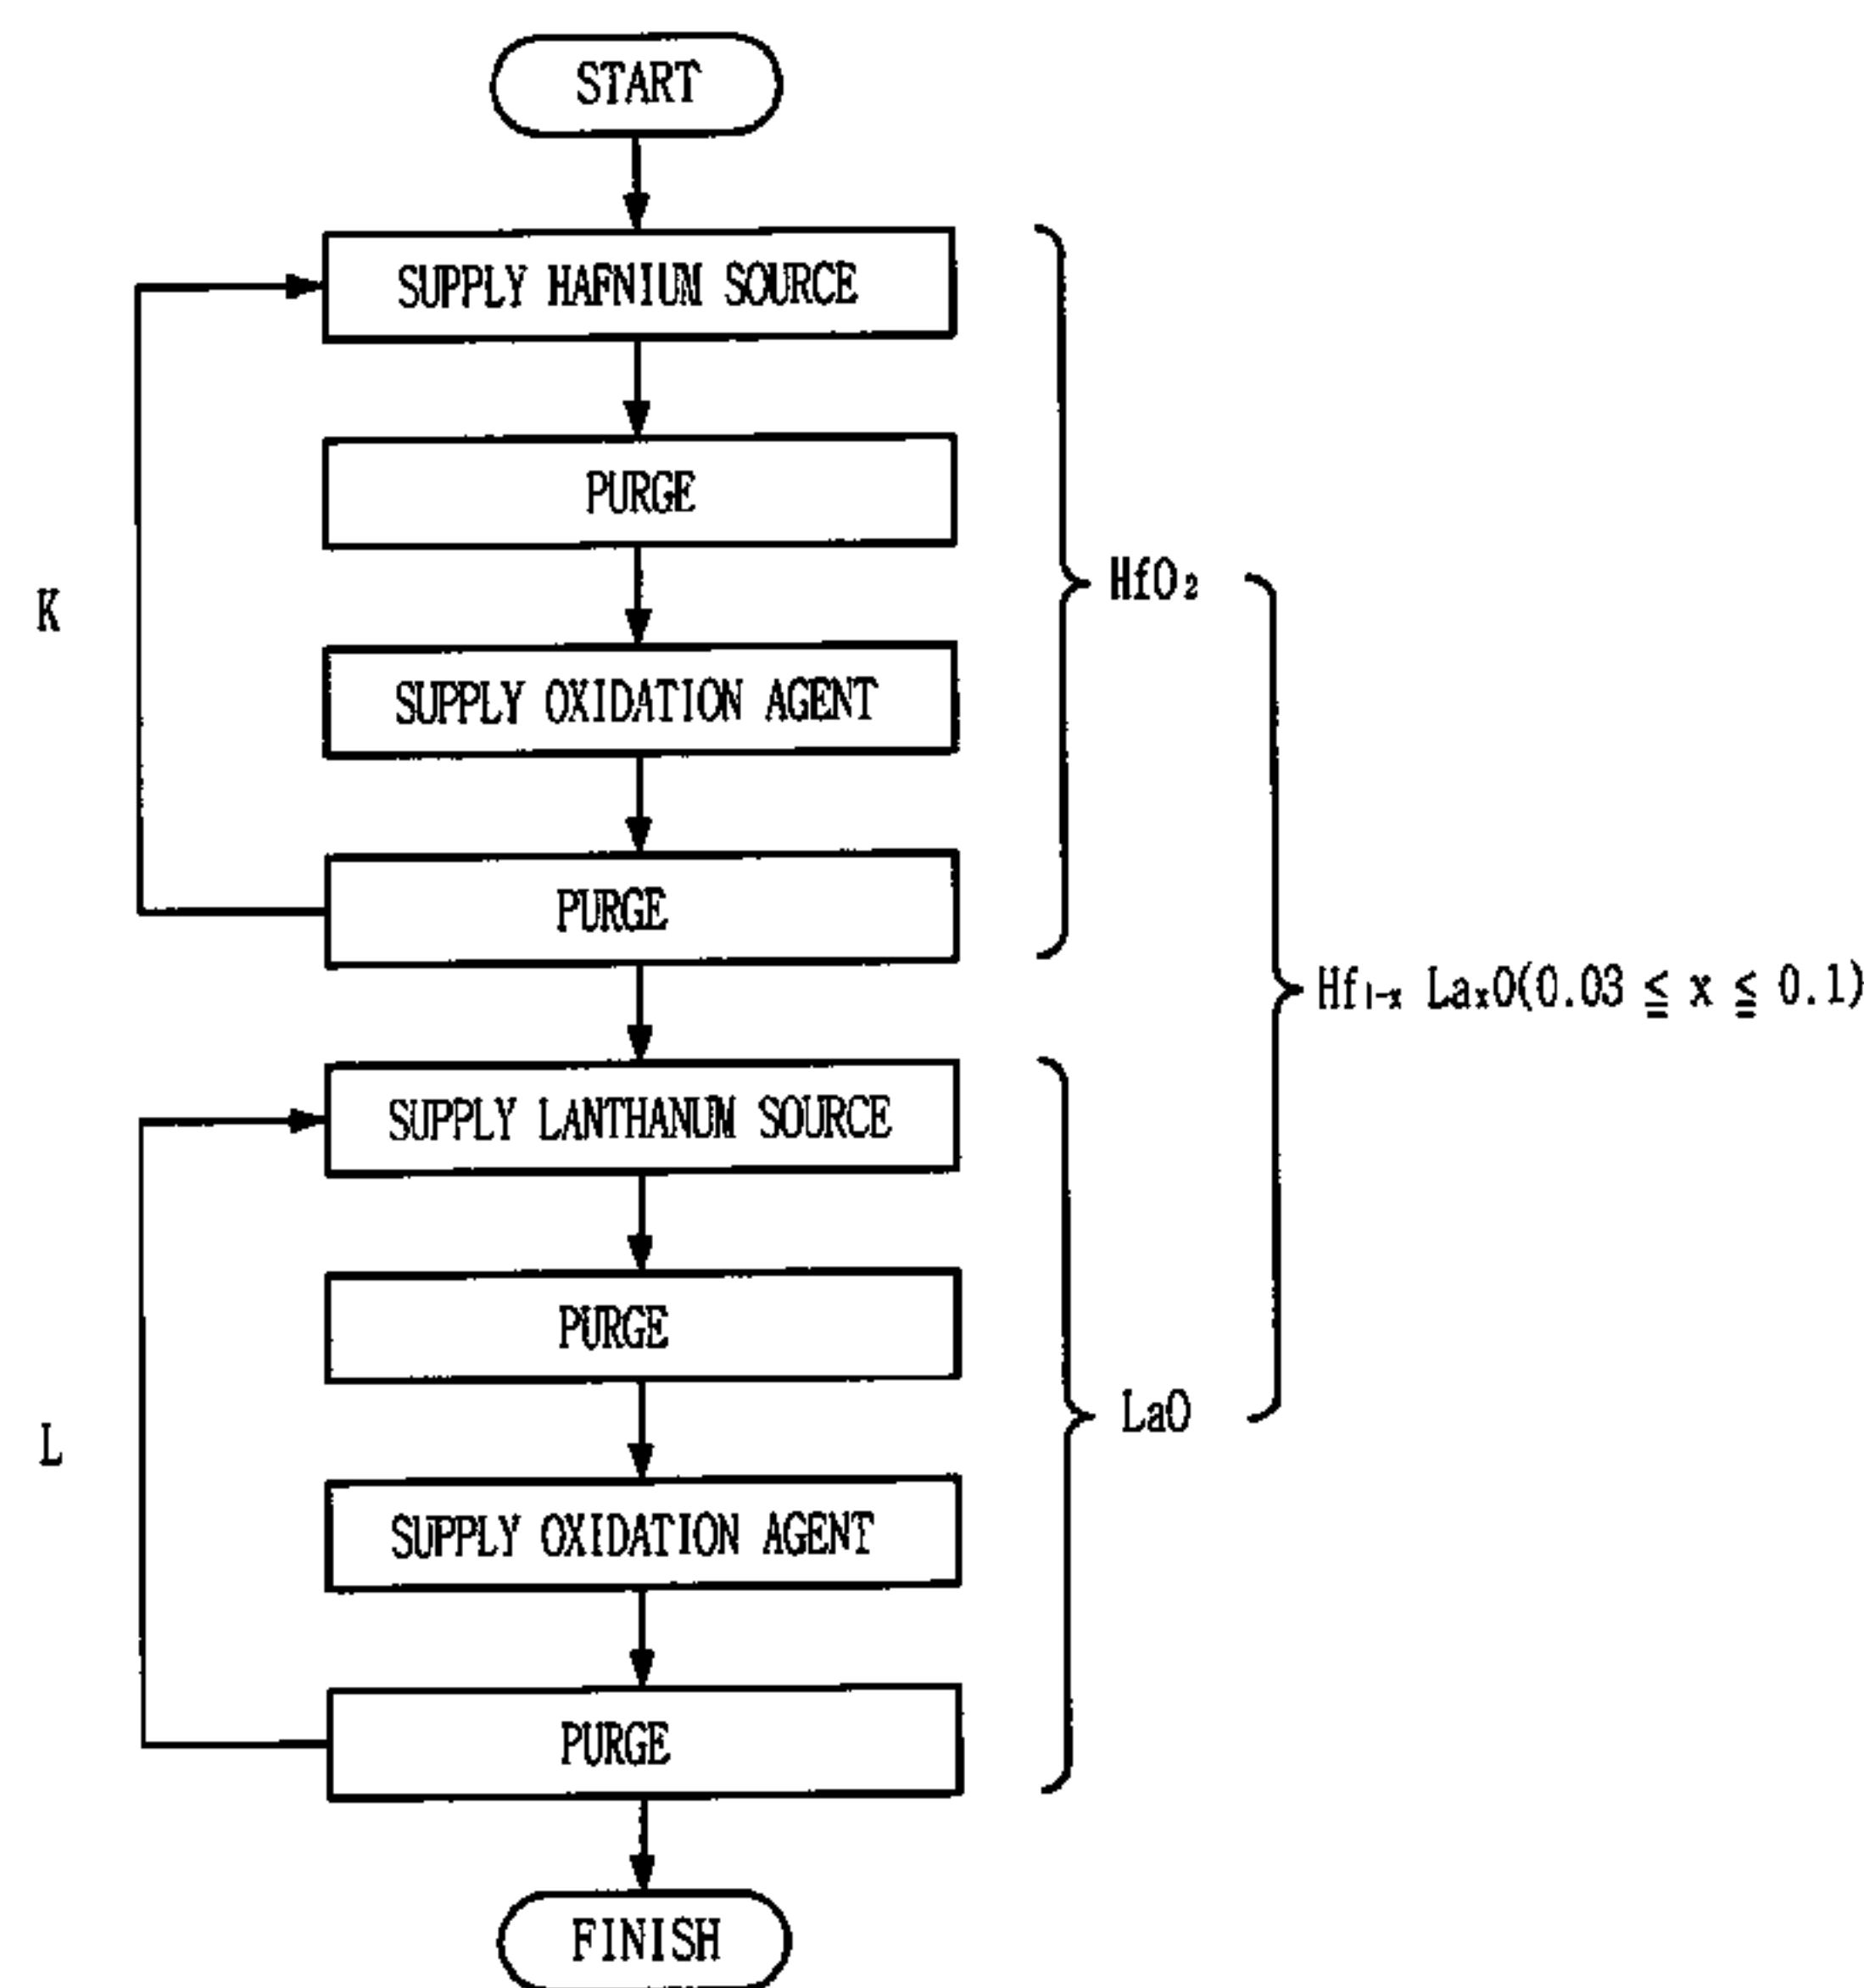 START
SUPPLY HAFNIUM SOURCE
PURGE
HfO₂
K
SUPPLY OXIDATION AGENT
PURGE
Hf₁₋ₓ LaₓO(0.03 ≦ x ≦ 0.1)
SUPPLY LANTHANUM SOURCE
PURGE
LaO
L
SUPPLY OXIDATION AGENT
PURGE
FINISH